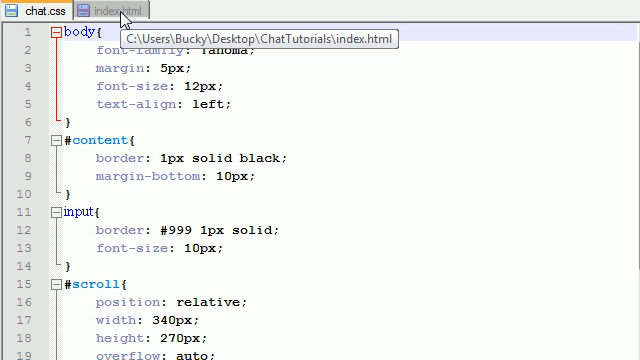 chat.css index.html
1 body{
C:\Users\Bucky\Desktop\ChatTutorials\index.html
2 font-family: Tahoma;
3 margin: 5px;
4 font-size: 12px;
5 text-align: left;
6 }
7 #content{
8 border: 1px solid black;
9 margin-bottom: 10px;
10 }
11 input{
12 border: #999 1px solid;
13 font-size: 10px;
14 }
15 #scroll{
16 position: relative;
17 width: 340px;
18 height: 270px;
19 overflow: auto;